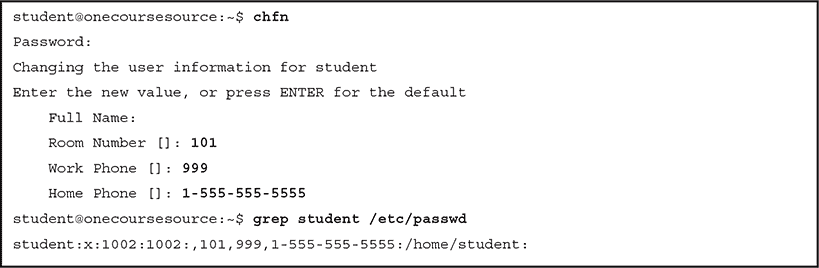 student@onecoursesource:~$ chfn
Password:
Changing the user information for student
Enter the new value, or press ENTER for the default
    Full Name:
    Room Number []: 101
    Work Phone []: 999
    Home Phone []: 1-555-555-5555
student@onecoursesource:~$ grep student /etc/passwd
student:x:1002:1002:,101,999,1-555-555-5555:/home/student: